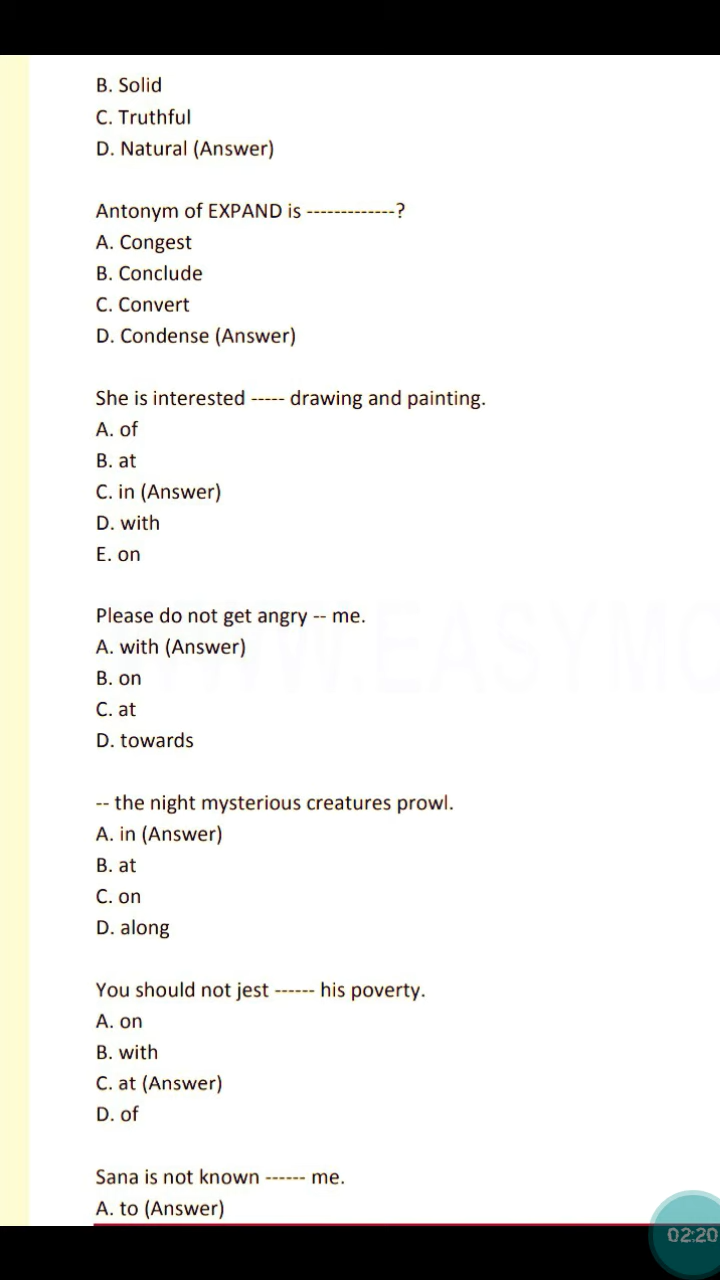 B. Solid
C. Truthful
D. Natural (Answer)
Antonym of EXPAND is -------------?
A. Congest
B. Conclude
C. Convert
D. Condense (Answer)
She is interested ----- drawing and painting.
A. of
B. at
C. in (Answer)
D. with
E. on
Please do not get angry -- me.
A. with (Answer)
B. on
C. at
D. towards
-- the night mysterious creatures prowl.
A. in (Answer)
B. at
C. on
D. along
You should not jest ------ his poverty.
A. on
B. with
C. at (Answer)
D. of
Sana is not known ------ me.
A. to (Answer)
02:20